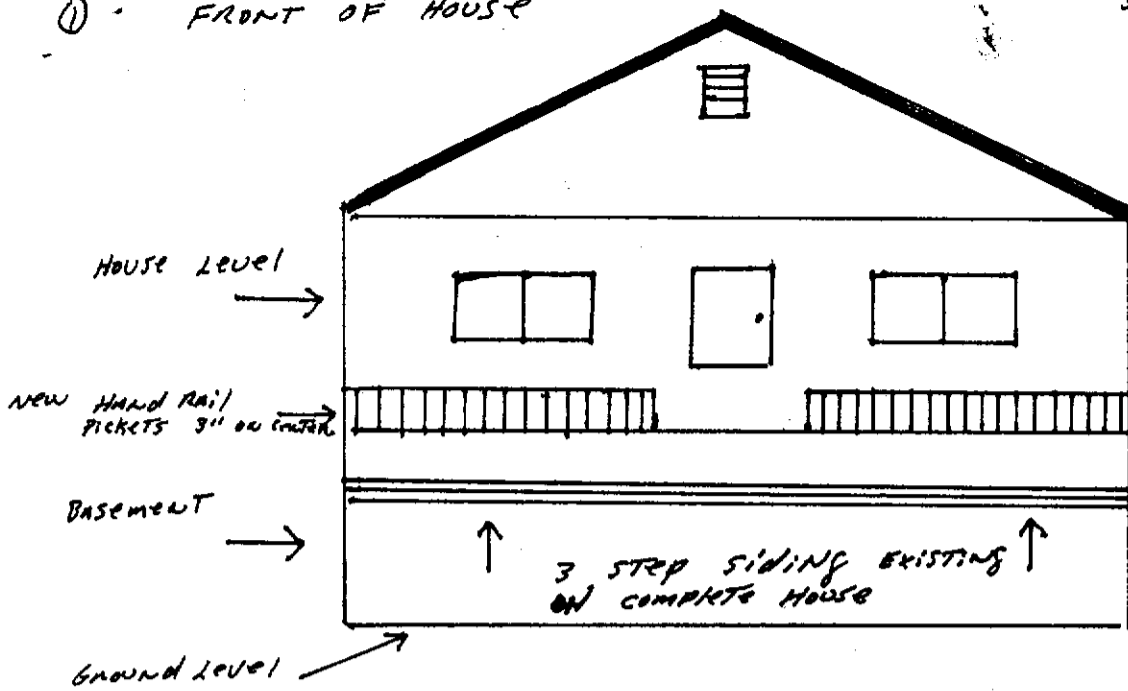 ① . FRONT OF HOUSE
House Level
New Hand Rail
Pickets 3" on Center
Basement
3 Step Siding Existing
on complete House
Ground Level